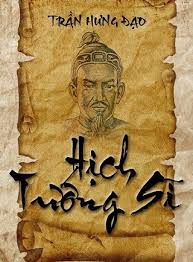 TRẦN HƯNG ĐẠO
Hịch
Tướng Sĩ